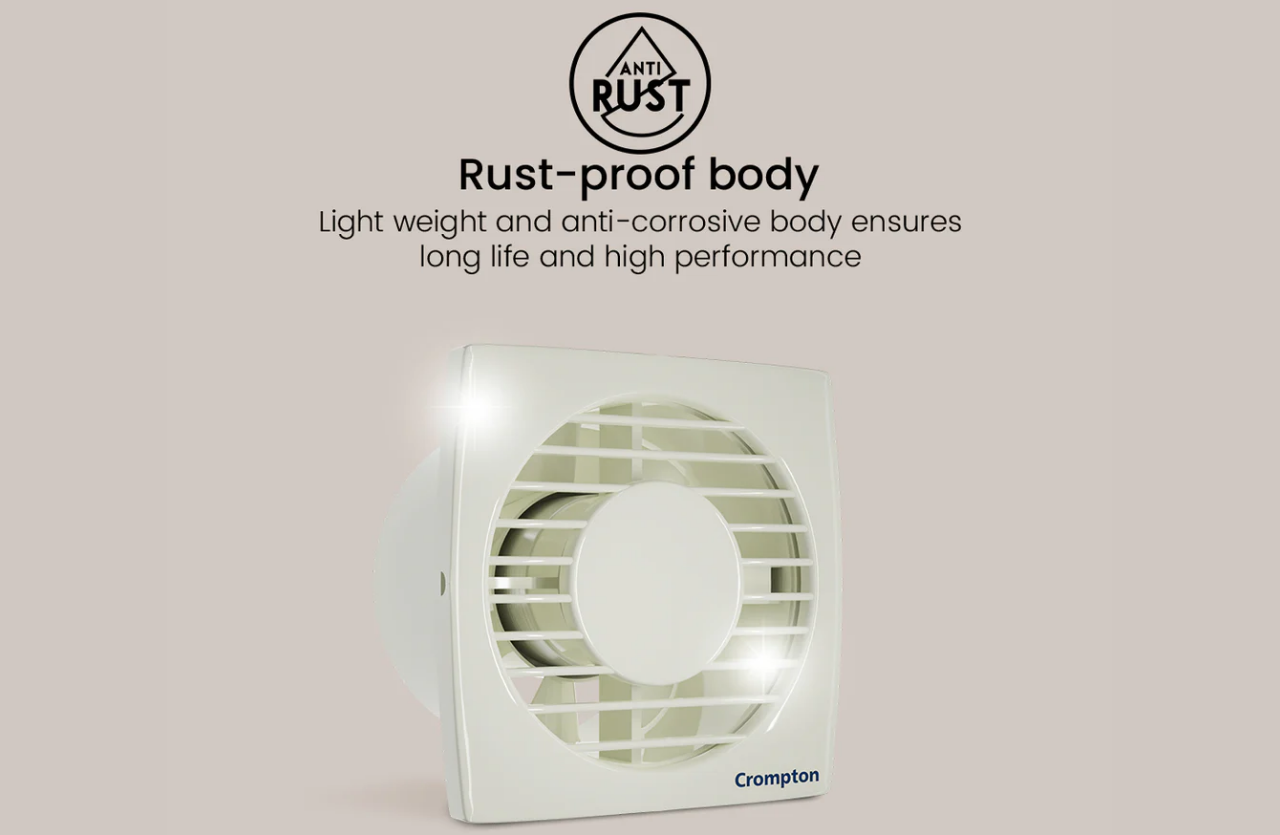 ANTI
RUST
Rust-proof body
Light weight and anti-corrosive body ensures
long life and high performance
Crompton